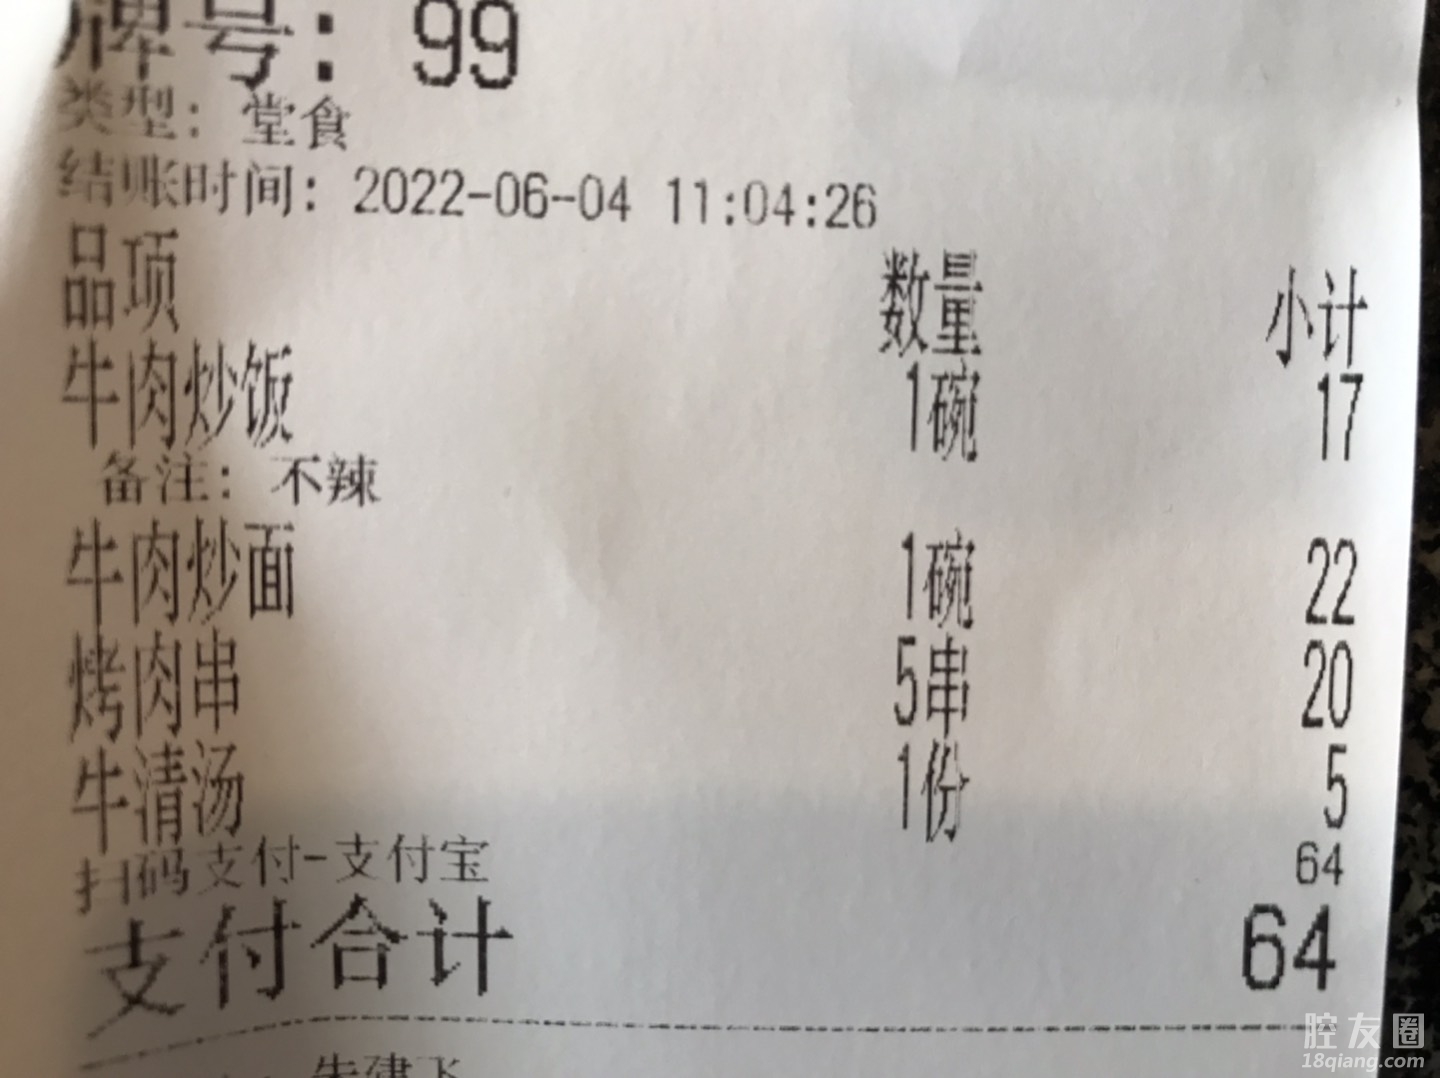 牌号：99
类型：堂食
结账时间：2022-06-04 11:04:26
品项 数量 小计
牛肉炒饭 1碗 17
备注：不辣
牛肉炒面 1碗 22
烤肉串 5串 20
牛清汤 1份 5
扫码支付-支付宝 64
支付合计 64
朱建飞
腔友圈
18qiang.com